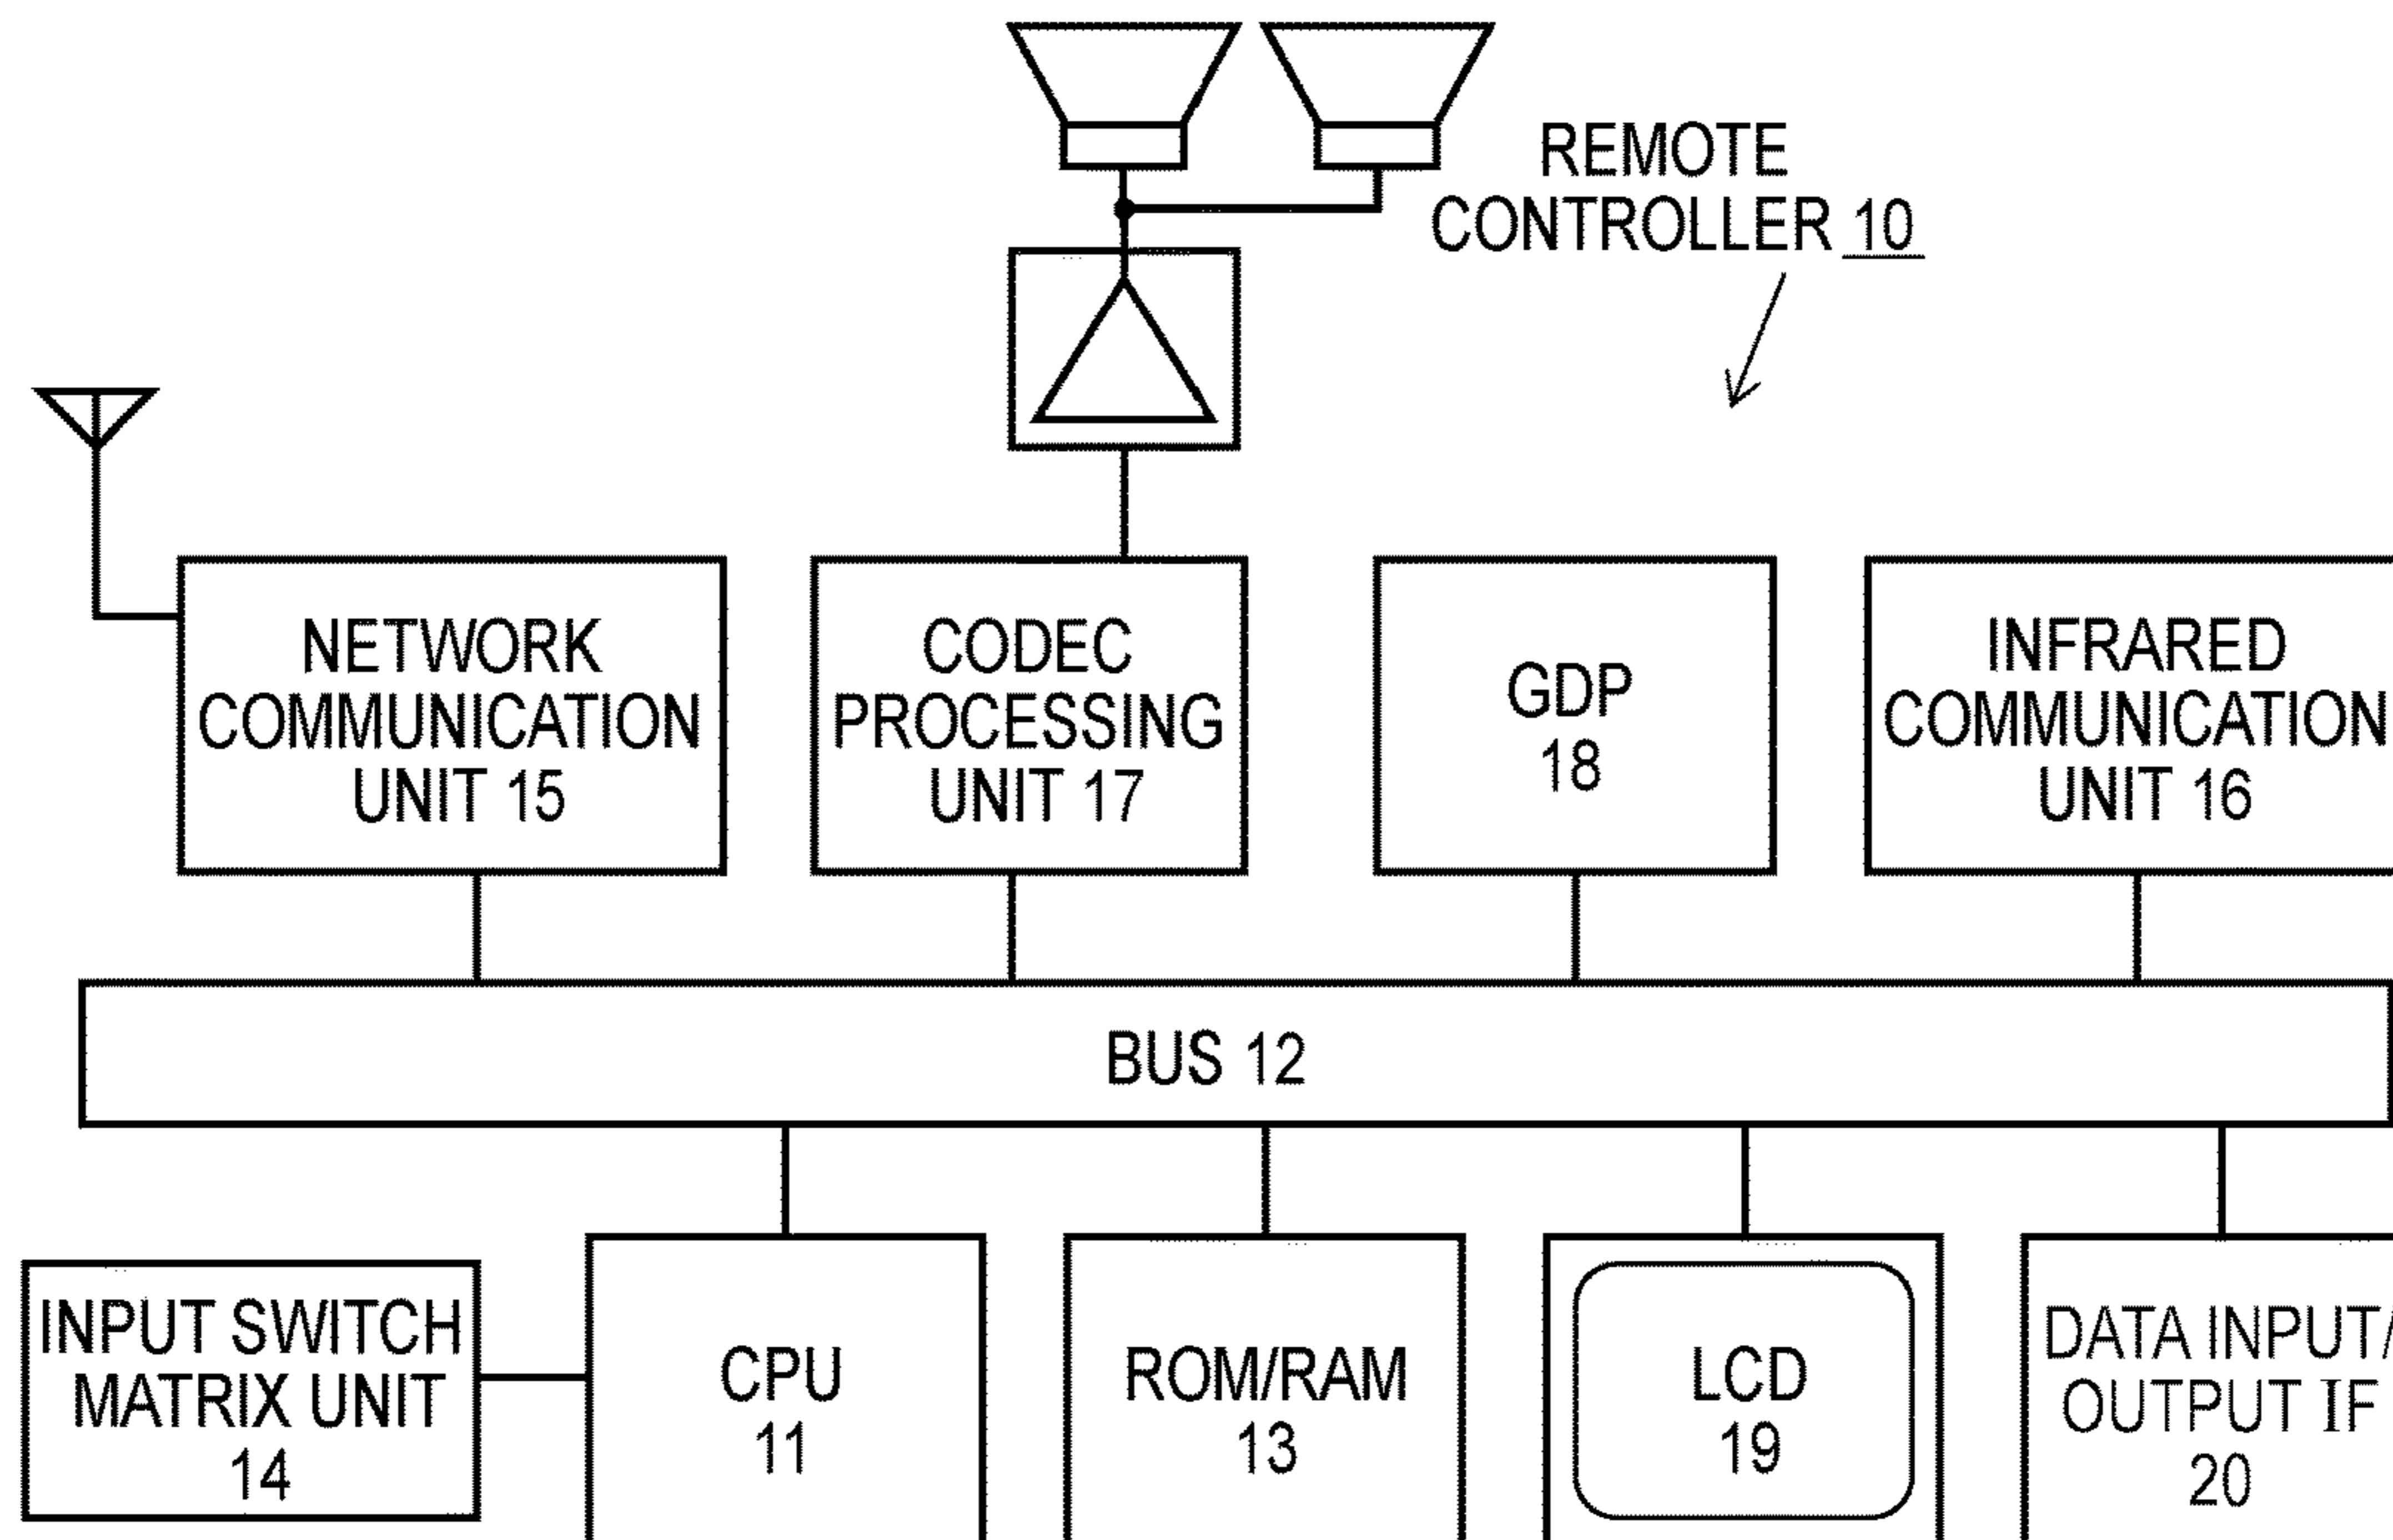 REMOTE
CONTROLLER 10
NETWORK
COMMUNICATION
UNIT 15
CODEC
PROCESSING
UNIT 17
GDP
18
INFRARED
COMMUNICATION
UNIT 16
BUS 12
INPUT SWITCH
MATRIX UNIT
14
CPU
11
ROM/RAM
13
LCD
19
DATA INPUT/
OUTPUT IF
20